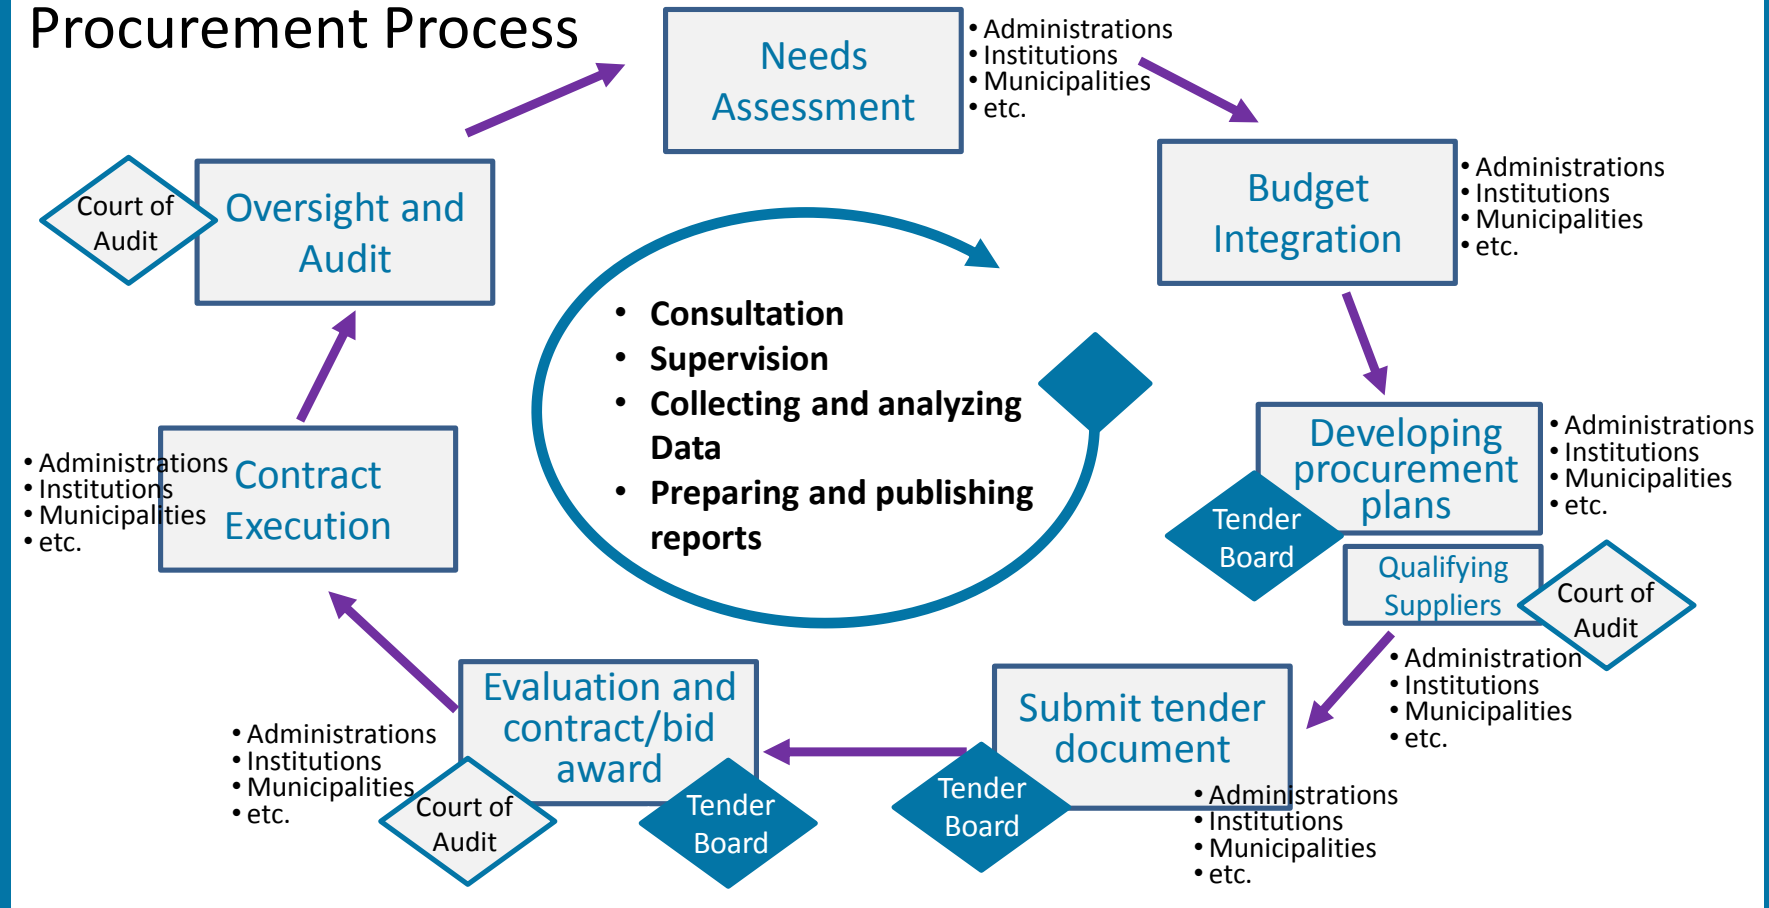 Procurement Process
Needs
Assessment
• Administrations
• Institutions
• Municipalities
• etc.
Budget
Integration
• Administrations
• Institutions
• Municipalities
• etc.
Developing
procurement
plans
• Administrations
• Institutions
• Municipalities
• etc.
Tender
Board
Qualifying
Suppliers
Court of
Audit
• Administration
• Institutions
• Municipalities
• etc.
Submit tender
document
Tender
Board
• Administrations
• Institutions
• Municipalities
• etc.
Evaluation and
contract/bid
award
Tender
Board
Court of
Audit
• Administrations
• Institutions
• Municipalities
• etc.
Contract
Execution
• Administrations
• Institutions
• Municipalities
• etc.
Oversight and
Audit
Court of
Audit
• Consultation
• Supervision
• Collecting and analyzing
Data
• Preparing and publishing
reports